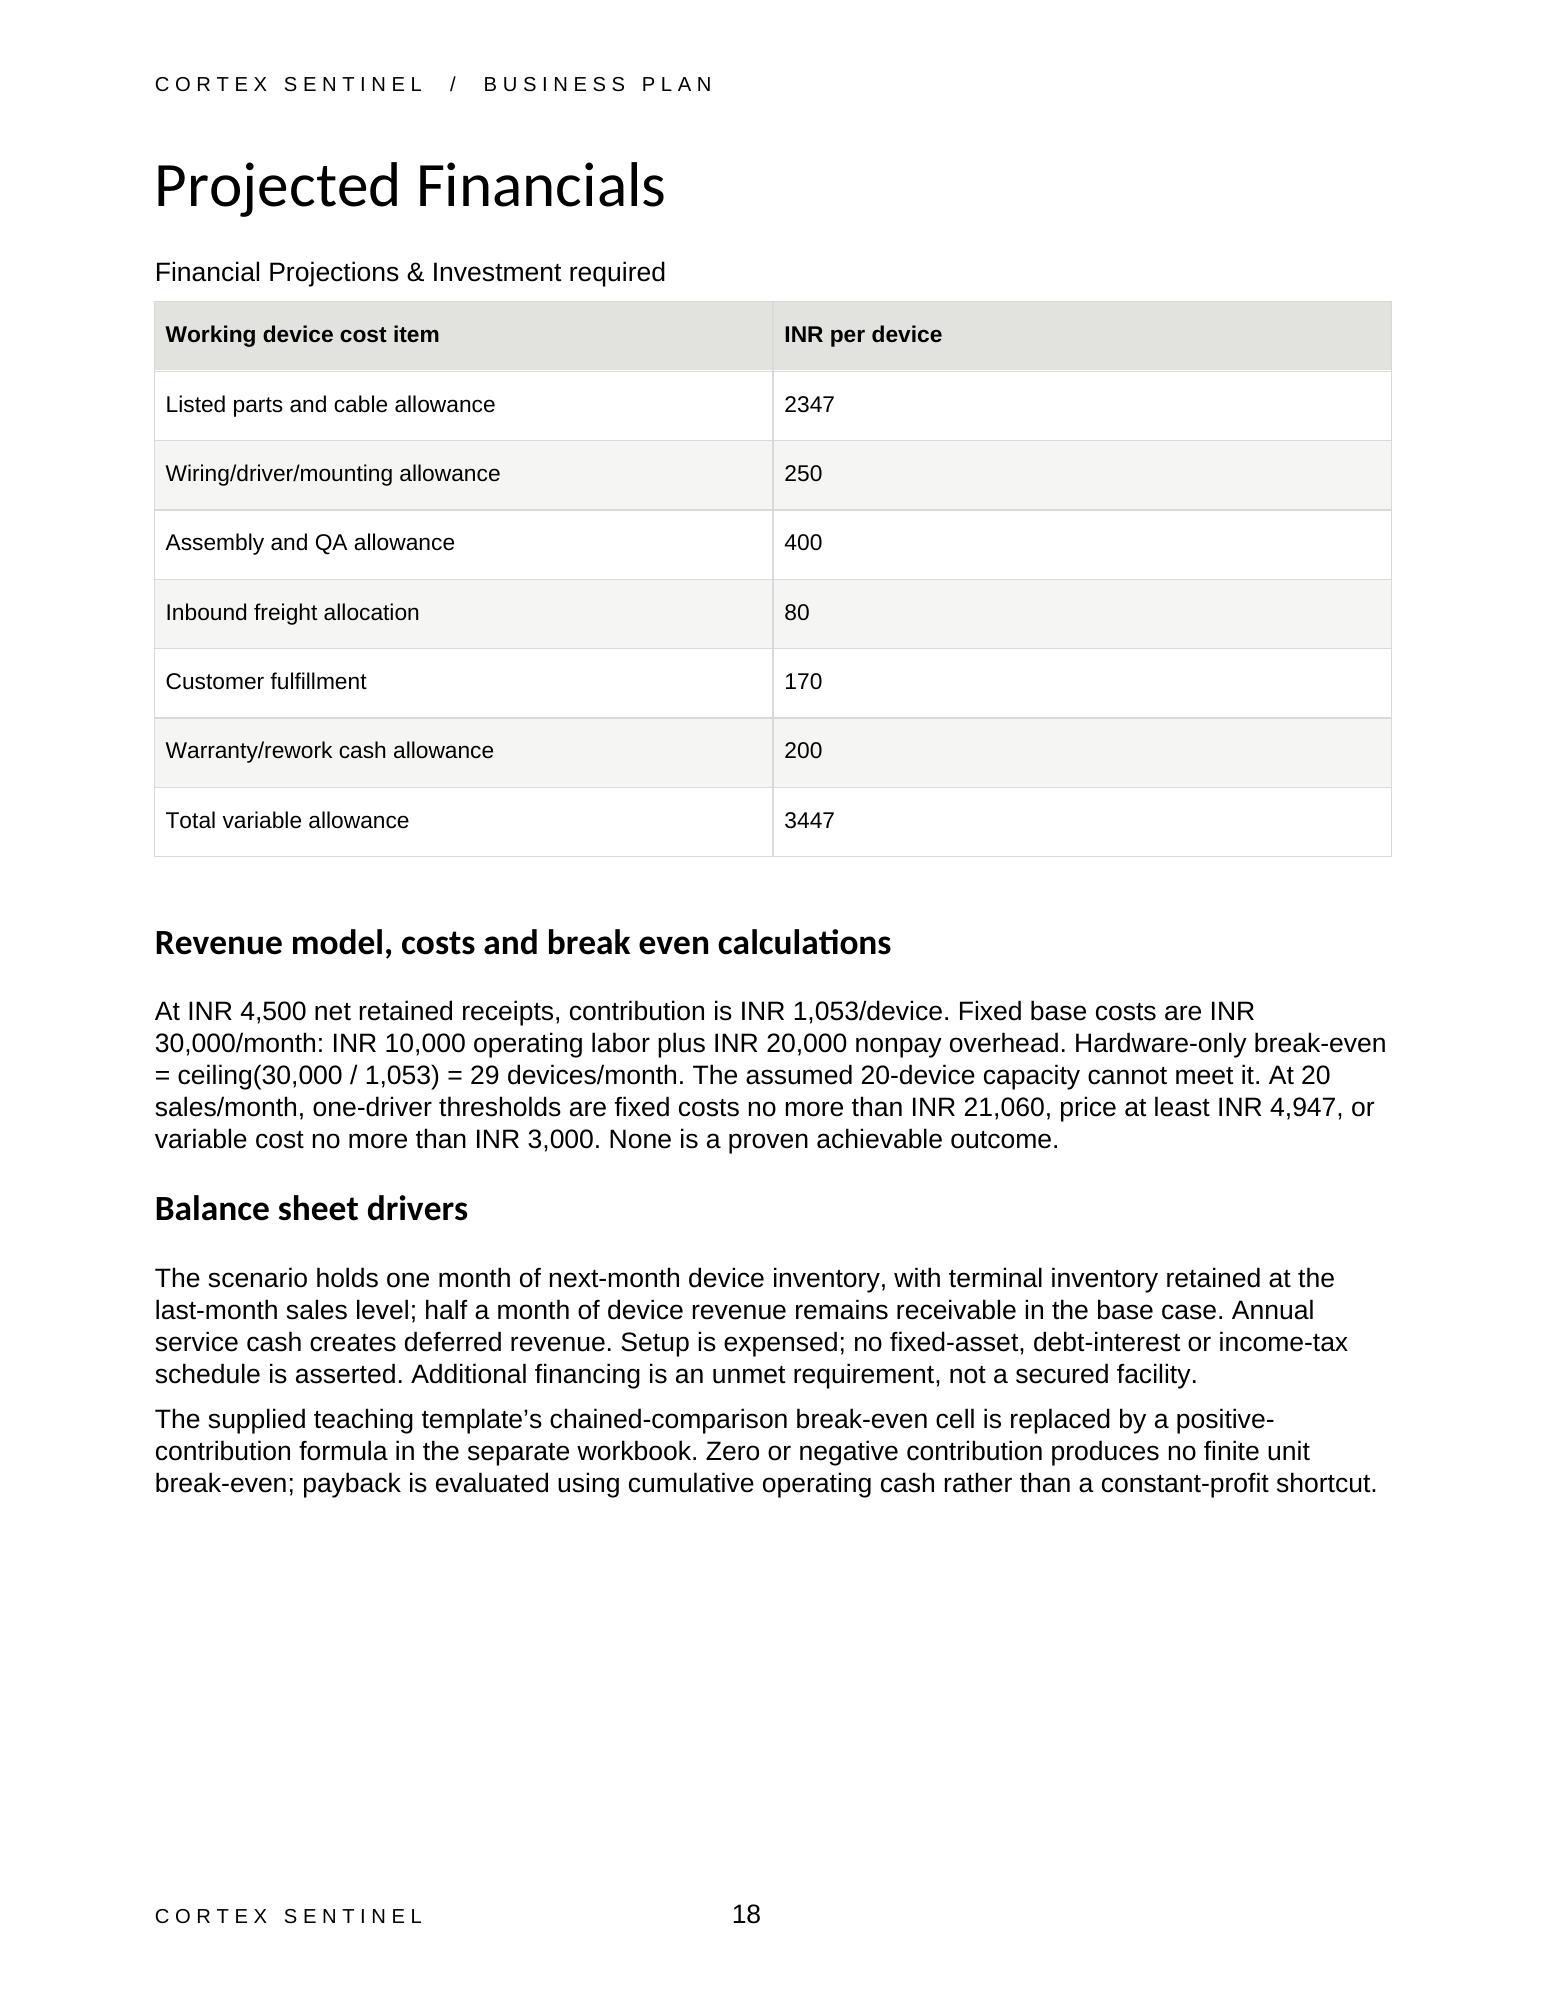 CORTEX SENTINEL / BUSINESS PLAN
Projected Financials
Financial Projections & Investment required
Working device cost item INR per device
Listed parts and cable allowance 2347
Wiring/driver/mounting allowance 250
Assembly and QA allowance 400
Inbound freight allocation 80
Customer fulfillment 170
Warranty/rework cash allowance 200
Total variable allowance 3447
Revenue model, costs and break even calculations
At INR 4,500 net retained receipts, contribution is INR 1,053/device. Fixed base costs are INR
30,000/month: INR 10,000 operating labor plus INR 20,000 nonpay overhead. Hardware-only break-even
= ceiling(30,000 / 1,053) = 29 devices/month. The assumed 20-device capacity cannot meet it. At 20
sales/month, one-driver thresholds are fixed costs no more than INR 21,060, price at least INR 4,947, or
variable cost no more than INR 3,000. None is a proven achievable outcome.
Balance sheet drivers
The scenario holds one month of next-month device inventory, with terminal inventory retained at the
last-month sales level; half a month of device revenue remains receivable in the base case. Annual
service cash creates deferred revenue. Setup is expensed; no fixed-asset, debt-interest or income-tax
schedule is asserted. Additional financing is an unmet requirement, not a secured facility.
The supplied teaching template’s chained-comparison break-even cell is replaced by a positive-
contribution formula in the separate workbook. Zero or negative contribution produces no finite unit
break-even; payback is evaluated using cumulative operating cash rather than a constant-profit shortcut.
CORTEX SENTINEL 18